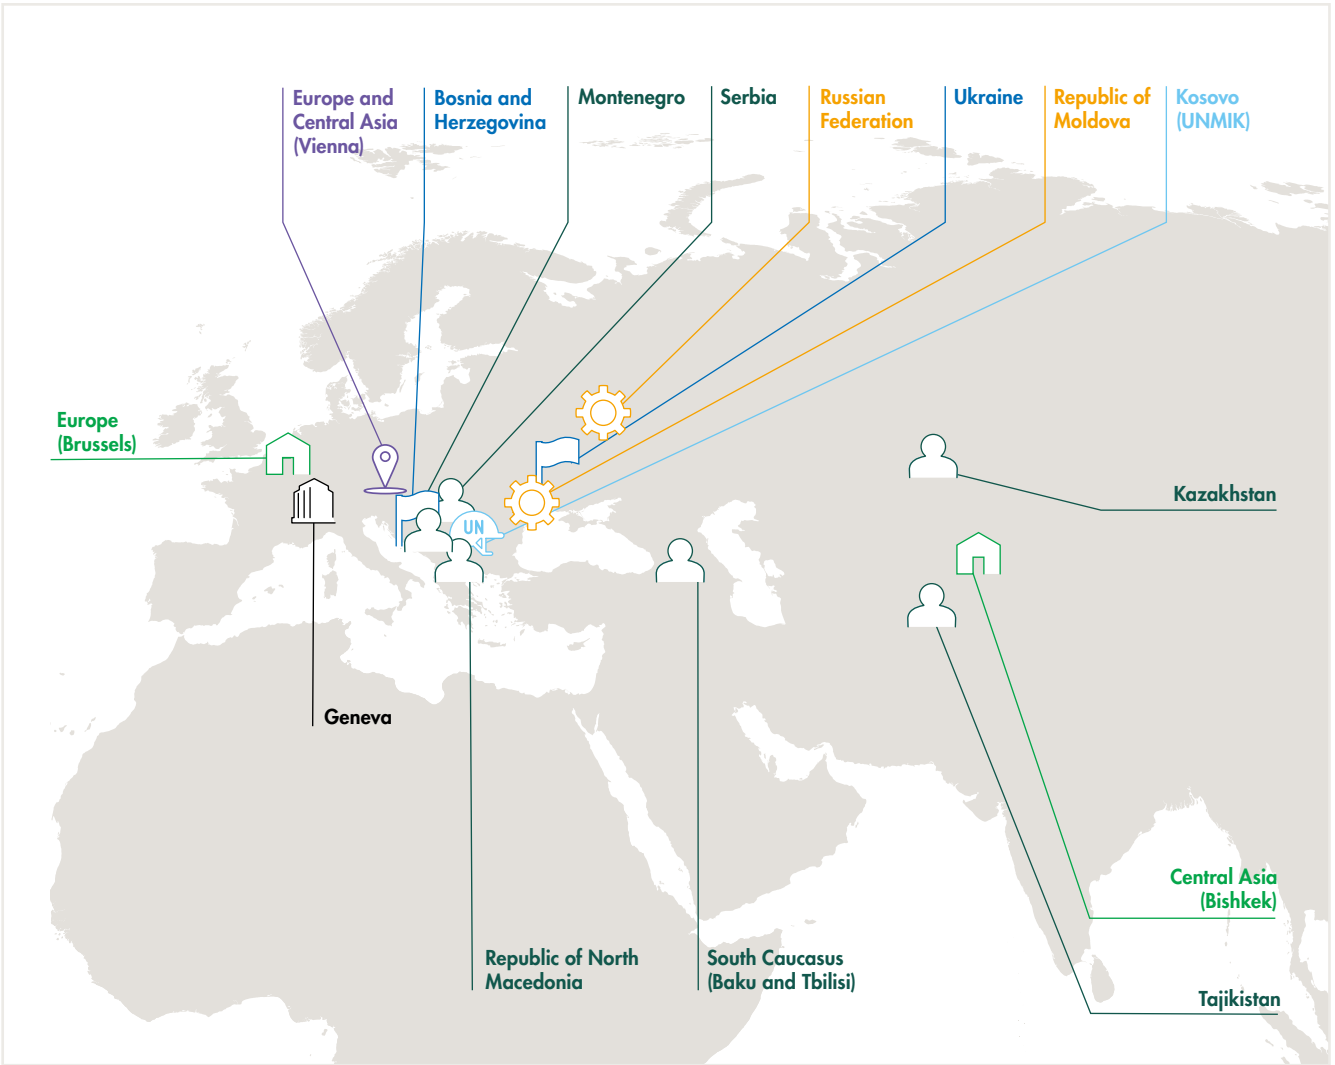 Europe and
Central Asia
(Vienna)
Bosnia and
Herzegovina
Montenegro
Serbia
Russian
Federation
Ukraine
Republic of
Moldova
Kosovo
(UNMIK)
Europe
(Brussels)
Kazakhstan
UN
Geneva
Central Asia
(Bishkek)
Republic of North
Macedonia
South Caucasus
(Baku and Tbilisi)
Tajikistan